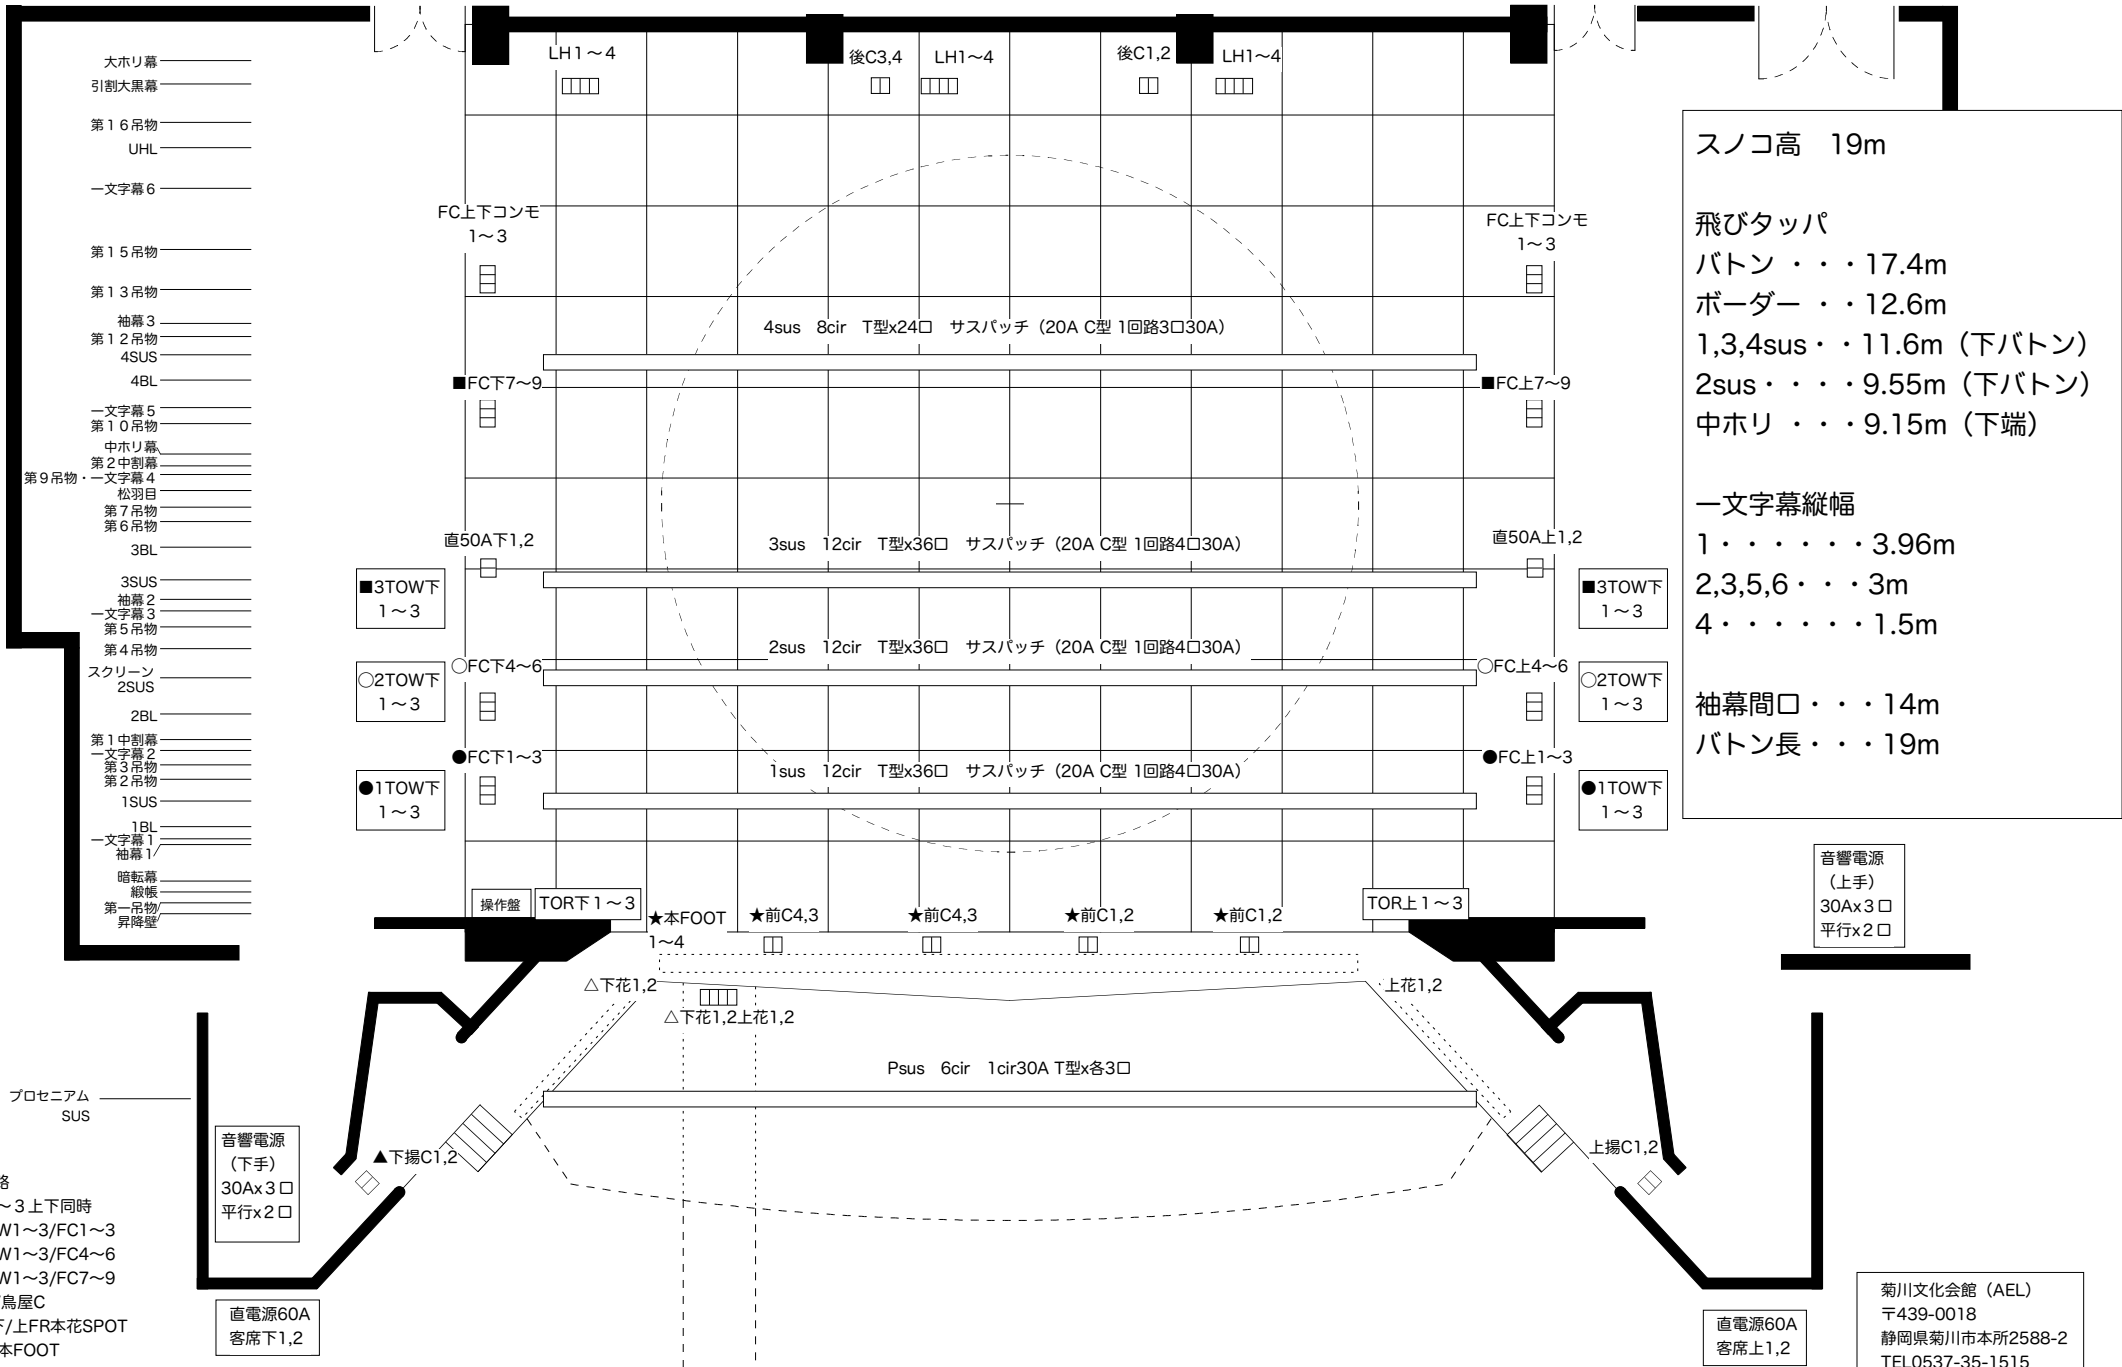 大ホリ幕
引割大黒幕
第１６吊物
UHL
一文字幕６
第１５吊物
第１３吊物
袖幕３
第１２吊物
4SUS
4BL
一文字幕５
第１０吊物
中ホリ幕
第２中割幕
第９吊物・一文字幕４
松羽目
第７吊物
第６吊物
3BL
3SUS
袖幕２
一文字幕３
第５吊物
第４吊物
スクリーン
2SUS
2BL
第１中割幕
一文字幕２
第３吊物
第２吊物
1SUS
1BL
一文字幕１
袖幕１
暗転幕
緞帳
第一吊物
昇降壁
プロセニアム
SUS
LH1～4
後C3,4
LH1～4
後C1,2
LH1～4
FC上下コンモ
1～3
FC上下コンモ
1～3
4sus 8cir T型x24口 サスパッチ（20A C型 1回路3口30A）
■FC下7～9
■FC上7～9
直50A下1,2
3sus 12cir T型x36口 サスパッチ（20A C型 1回路4口30A）
直50A上1,2
■3TOW下
1～3
■3TOW下
1～3
2sus 12cir T型x36口 サスパッチ（20A C型 1回路4口30A）
○FC下4～6
○FC上4～6
○2TOW下
1～3
○2TOW下
1～3
●FC下1～3
●FC上1～3
1sus 12cir T型x36口 サスパッチ（20A C型 1回路4口30A）
●1TOW下
1～3
●1TOW下
1～3
操作盤
TOR下１～３
★本FOOT
1～4
★前C4,3
★前C4,3
★前C1,2
★前C1,2
TOR上１～３
△下花1,2
△下花1,2上花1,2
上花1,2
Psus 6cir 1cir30A T型x各3口
▲下揚C1,2
上揚C1,2
音響電源
（下手）
30Ax３口
平行x２口
直電源60A
客席下1,2
直電源60A
客席上1,2
～３上下同時
W1～3/FC1～3
W1～3/FC4～6
W1～3/FC7～9
鳥屋C
/上FR本花SPOT
本FOOT
スノコ高 19m
飛びタッパ
バトン ・・・17.4m
ボーダー ・・12.6m
1,3,4sus・・11.6m（下バトン）
2sus・・・・9.55m（下バトン）
中ホリ ・・・9.15m（下端）
一文字幕縦幅
1・・・・・・3.96m
2,3,5,6・・・3m
4・・・・・・1.5m
袖幕間口・・・14m
バトン長・・・19m
音響電源
（上手）
30Ax３口
平行x２口
菊川文化会館（AEL）
〒439-0018
静岡県菊川市本所2588-2
TEL0537-35-1515